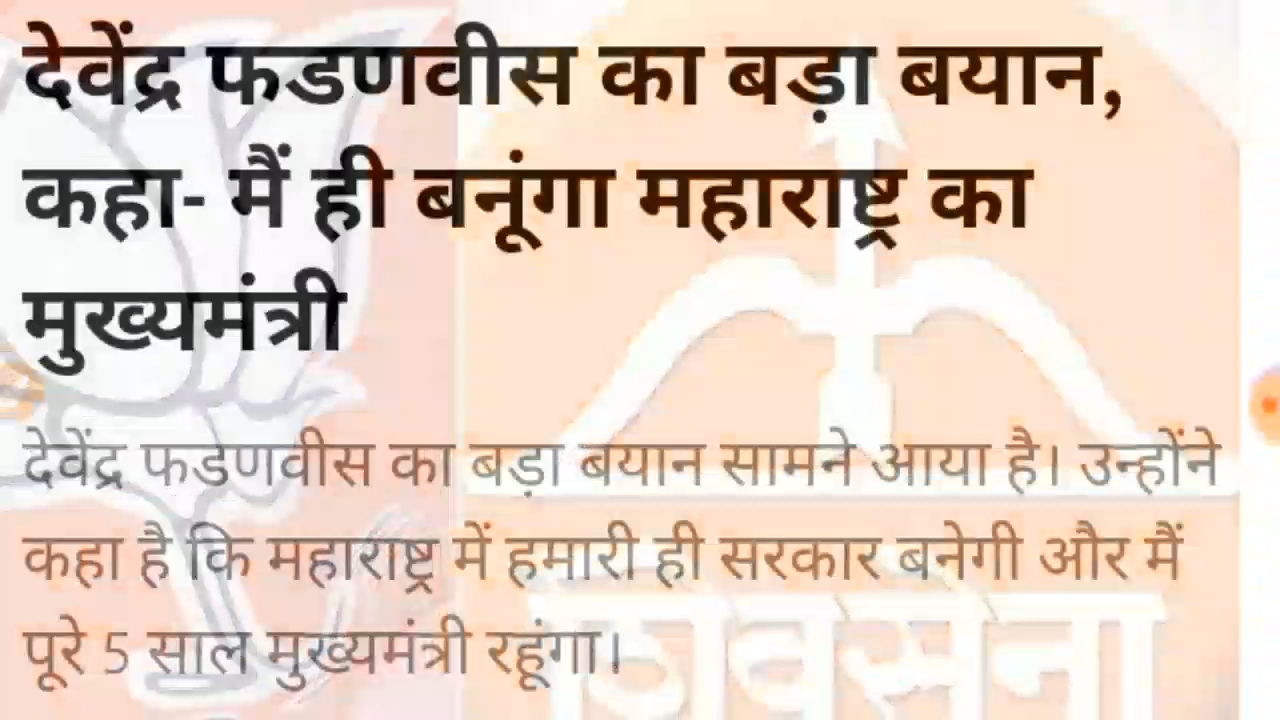 देवेंद्र फडणवीस का बड़ा बयान,
कहा- मैं ही बनूंगा महाराष्ट्र का
मुख्यमंत्री
देवेंद्र फडणवीस का बड़ा बयान सामने आया है। उन्होंने
कहा है कि महाराष्ट्र में हमारी ही सरकार बनेगी और मैं
पूरे 5 साल मुख्यमंत्री रहूंगा।
शिवसेना